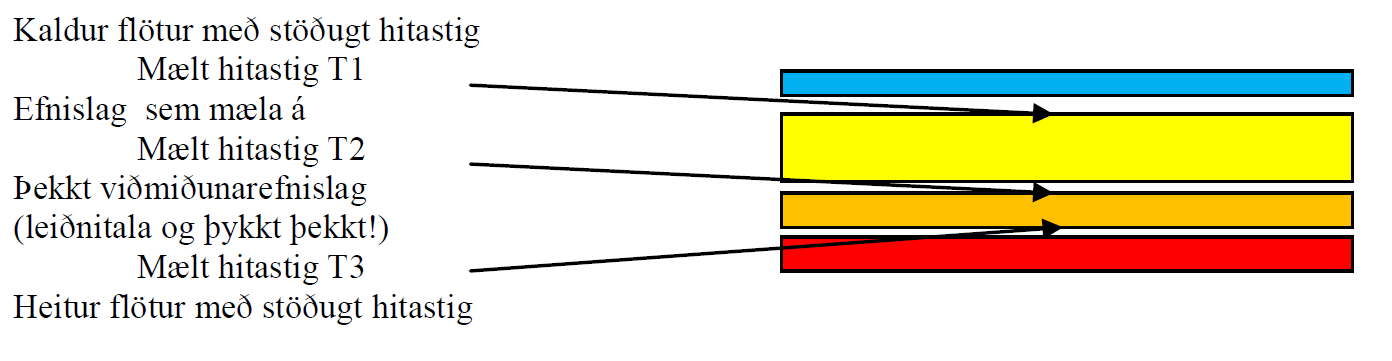 Kaldur flötur með stöðugt hitastig
Mælt hitastig T1
Efnislag  sem mæla á
Mælt hitastig T2
Þekkt viðmiðunarefnislag
(leiðnitala og þykkt þekkt!)
Mælt hitastig T3
Heitur flötur með stöðugt hitastig